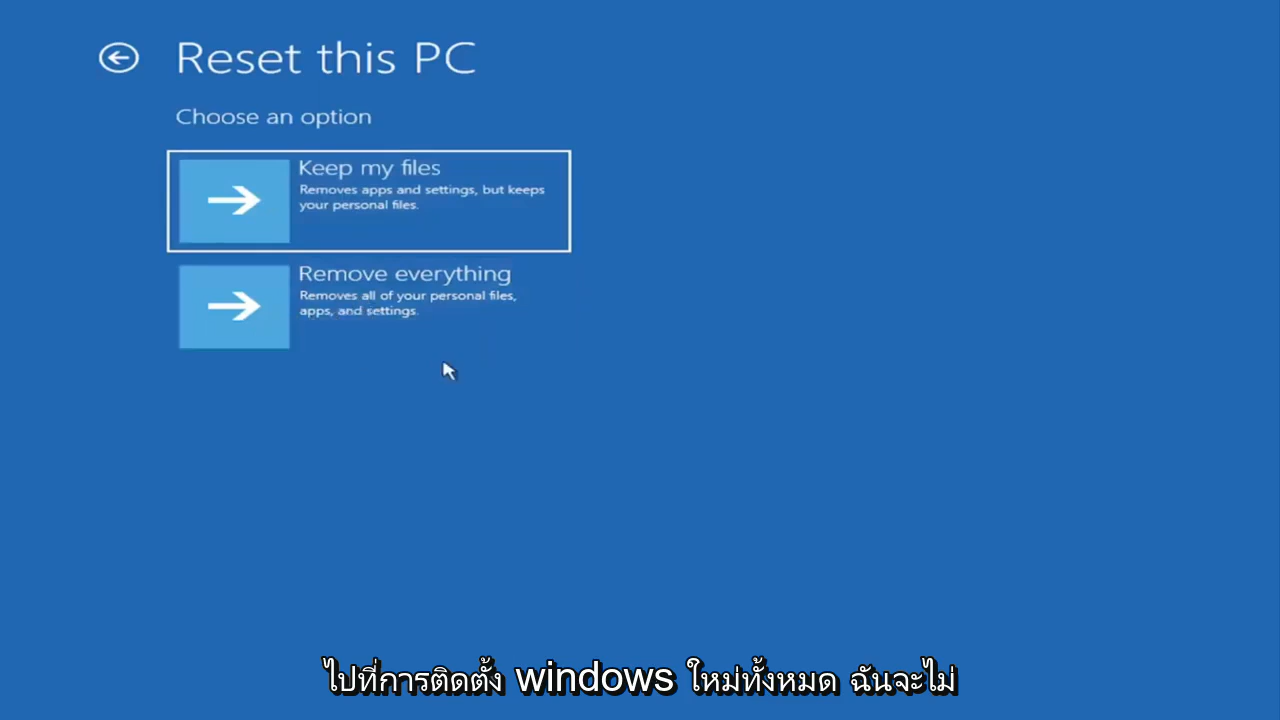 Reset this PC
Choose an option
Keep my files
Removes apps and settings, but keeps
your personal files.
Remove everything
Removes all of your personal files,
apps, and settings.
ไปที่การติดตั้ง windows ใหม่ทั้งหมด ฉันจะไม่